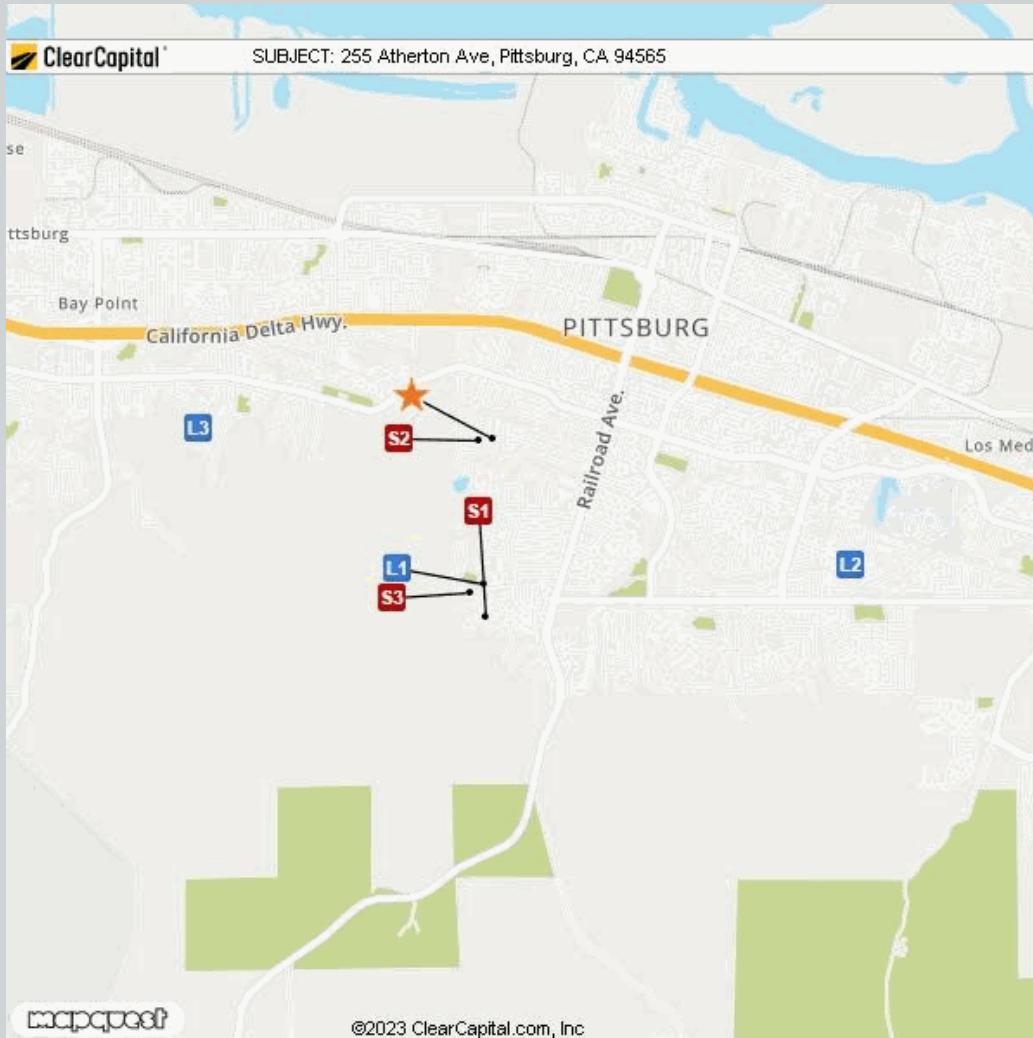 ClearCapital
SUBJECT: 255 Atherton Ave, Pittsburg, CA 94565
se
ttsburg
Bay Point
California Delta Hwy.
PITTSBURG
L3
S2
Railroad Ave.
Los Med
S1
L1
L2
S3
mapquest
©2023 ClearCapital.com, Inc